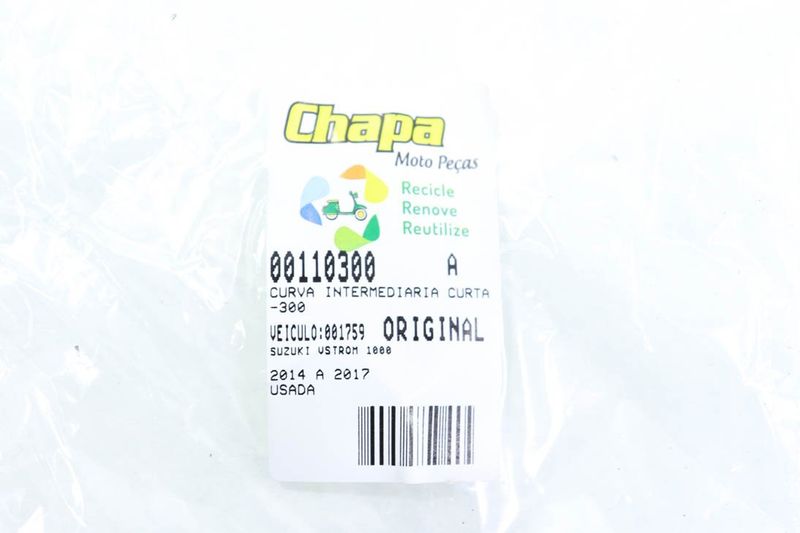 Chapa
Moto Peças
Recicle
Renove
Reutilize
00110300 A
CURVA INTERMEDIARIA CURTA
-300
VEICULO:001759 ORIGINAL
SUZUKI VSTROM 1000
2014 A 2017
USADA